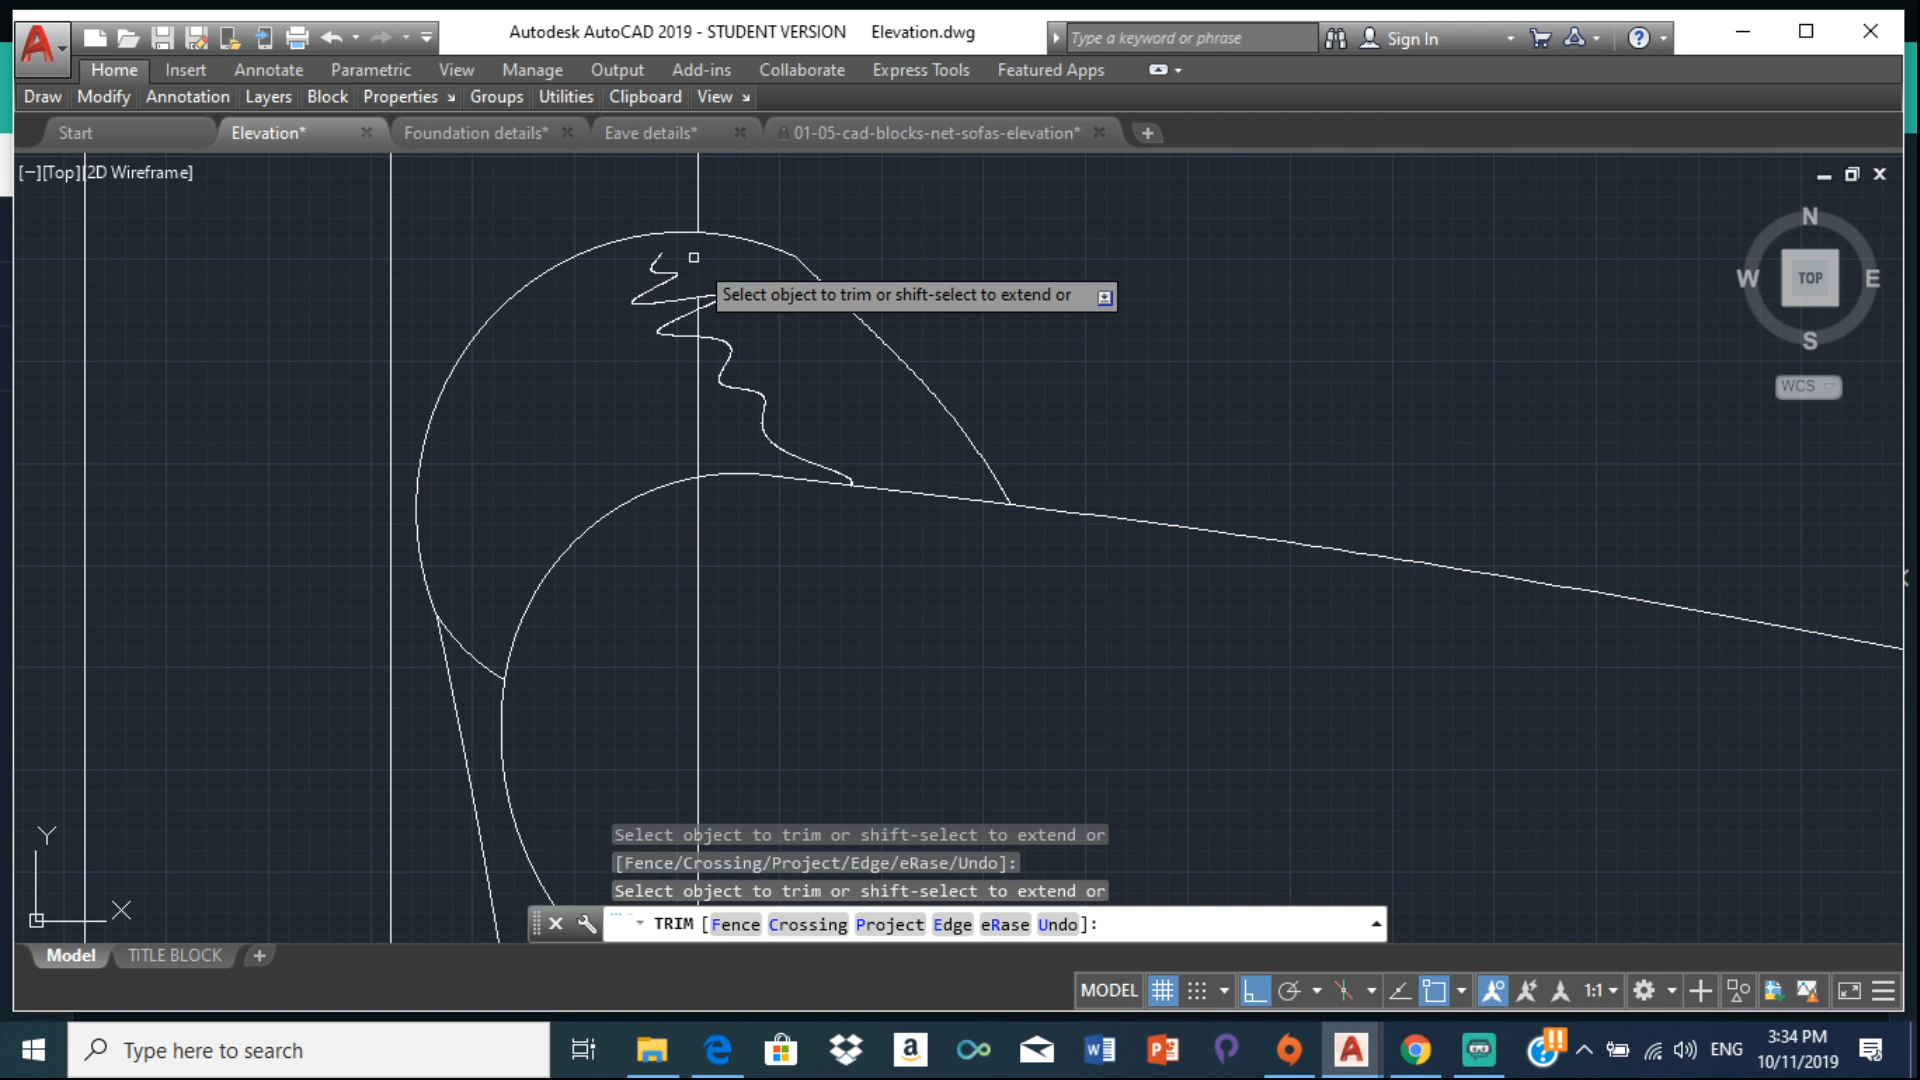 Autodesk AutoCAD 2019 - STUDENT VERSION Elevation.dwg
Type a keyword or phrase
Sign In
Home Insert Annotate Parametric View Manage Output Add-ins Collaborate Express Tools Featured Apps
Draw Modify Annotation Layers Block Properties Groups Utilities Clipboard View
Start Elevation* Foundation details* Eave details* 01-05-cad-blocks-net-sofas-elevation*
[−][Top][2D Wireframe]
N
W TOP E
S
WCS
Select object to trim or shift-select to extend or
Select object to trim or shift-select to extend or
[Fence/Crossing/Project/Edge/eRase/Undo]:
Select object to trim or shift-select to extend or
TRIM [Fence Crossing Project Edge eRase Undo]:
Y
X
Model TITLE BLOCK
MODEL 1:1
Type here to search
ENG
3:34 PM
10/11/2019